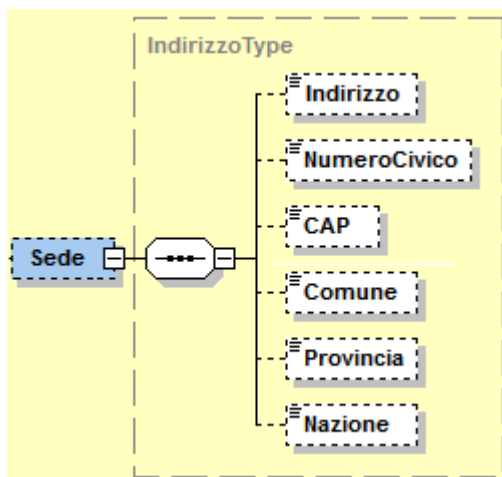 IndirizzoType
Indirizzo
NumeroCivico
CAP
Sede
Comune
Provincia
Nazione